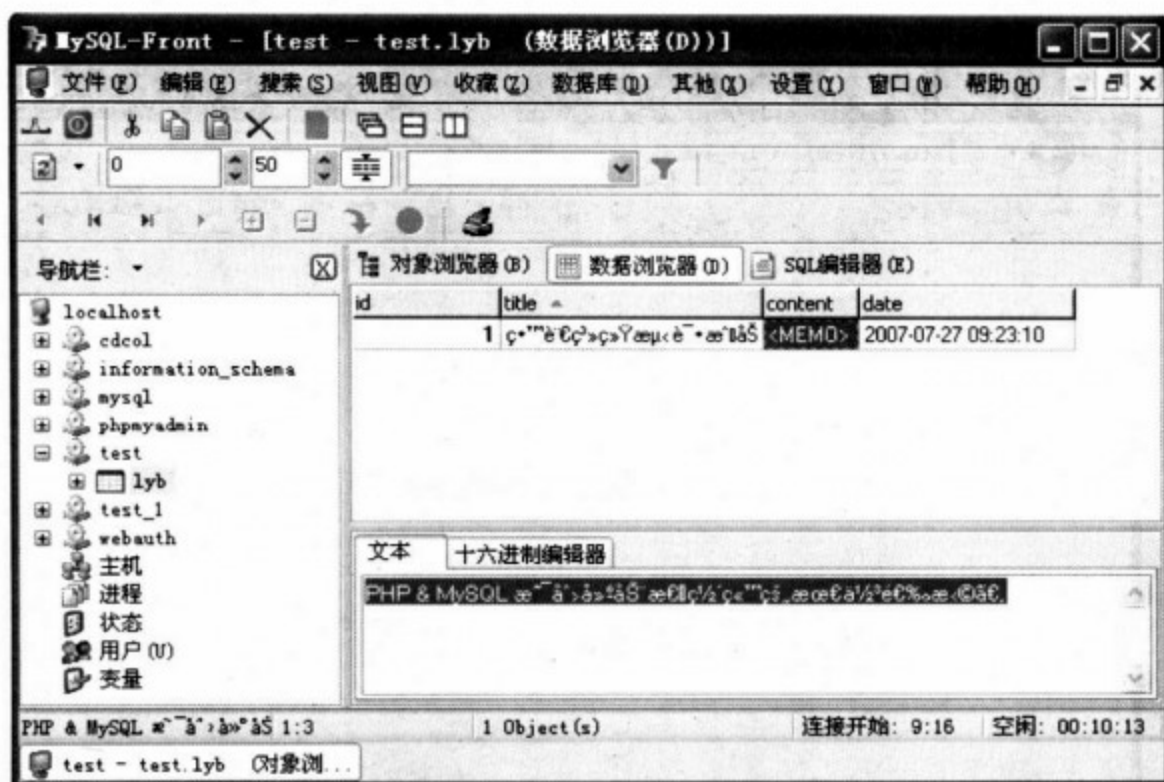 MySQL-Front - [test - test.lyb (数据浏览器(D))]
文件(F) 编辑(E) 搜索(S) 视图(V) 收藏(Z) 数据库(D) 其他(X) 设置(Y) 窗口(W) 帮助(H)
0 50
导航栏:
对象浏览器(B) 数据浏览器(D) SQL编辑器(E)
id title content date
1 <MEMO> 2007-07-27 09:23:10
localhost
cdcol
information_schema
mysql
phpmyadmin
test
lyb
test_1
webauth
主机
进程
状态
用户(U)
变量
文本 十六进制编辑器
PHP & MySQL
PHP & MySQL 1:3 1 Object(s) 连接开始: 9:16 空闲: 00:10:13
test - test.lyb (对象浏...